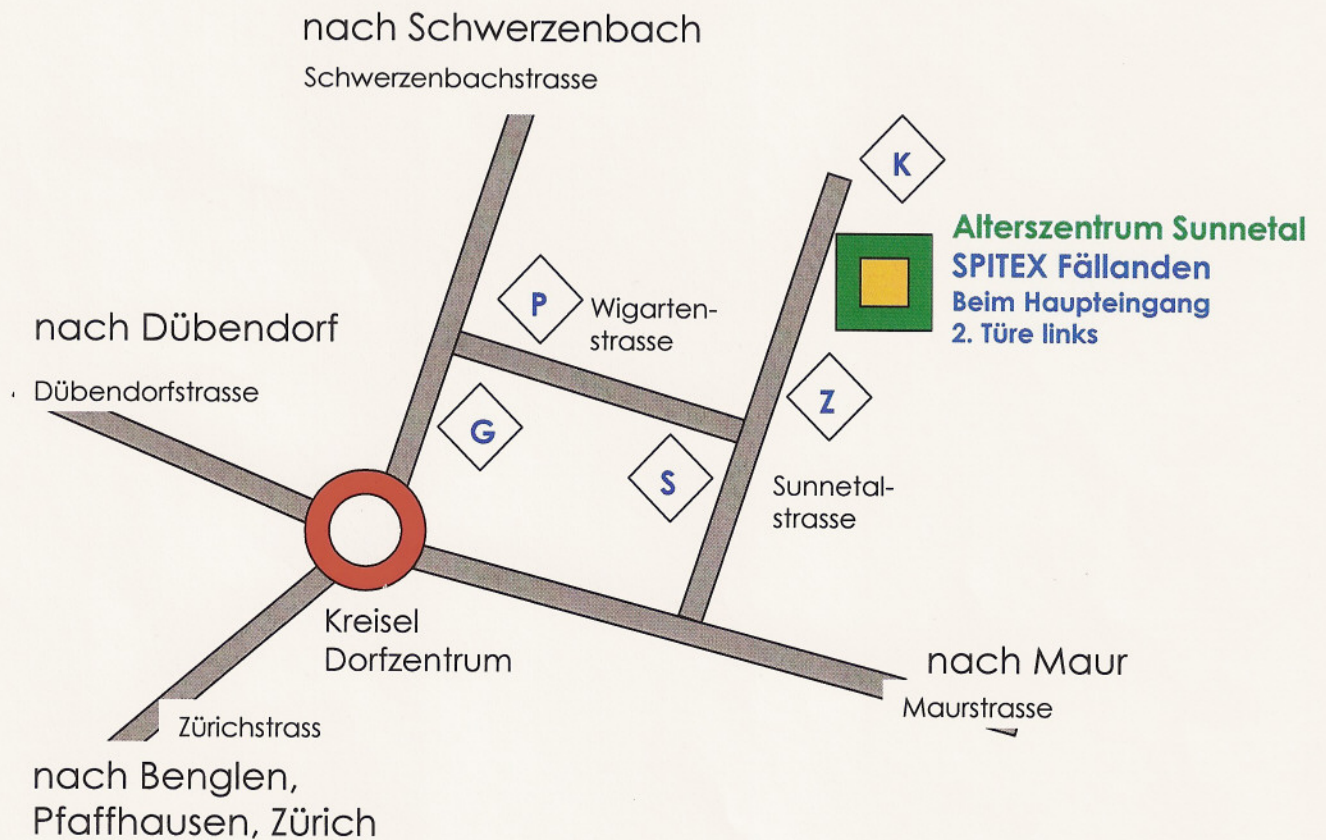 nach Schwerzenbach
Schwerzenbachstrasse
K
Alterszentrum Sunnetal
SPITEX Fällanden
Beim Haupteingang
2. Türe links
P
Wigarten-
strasse
nach Dübendorf
Dübendorfstrasse
G
Z
S
Sunnetal-
strasse
Kreisel
Dorfzentrum
nach Maur
Maurstrasse
Zürichstrass
nach Benglen,
Pfaffhausen, Zürich